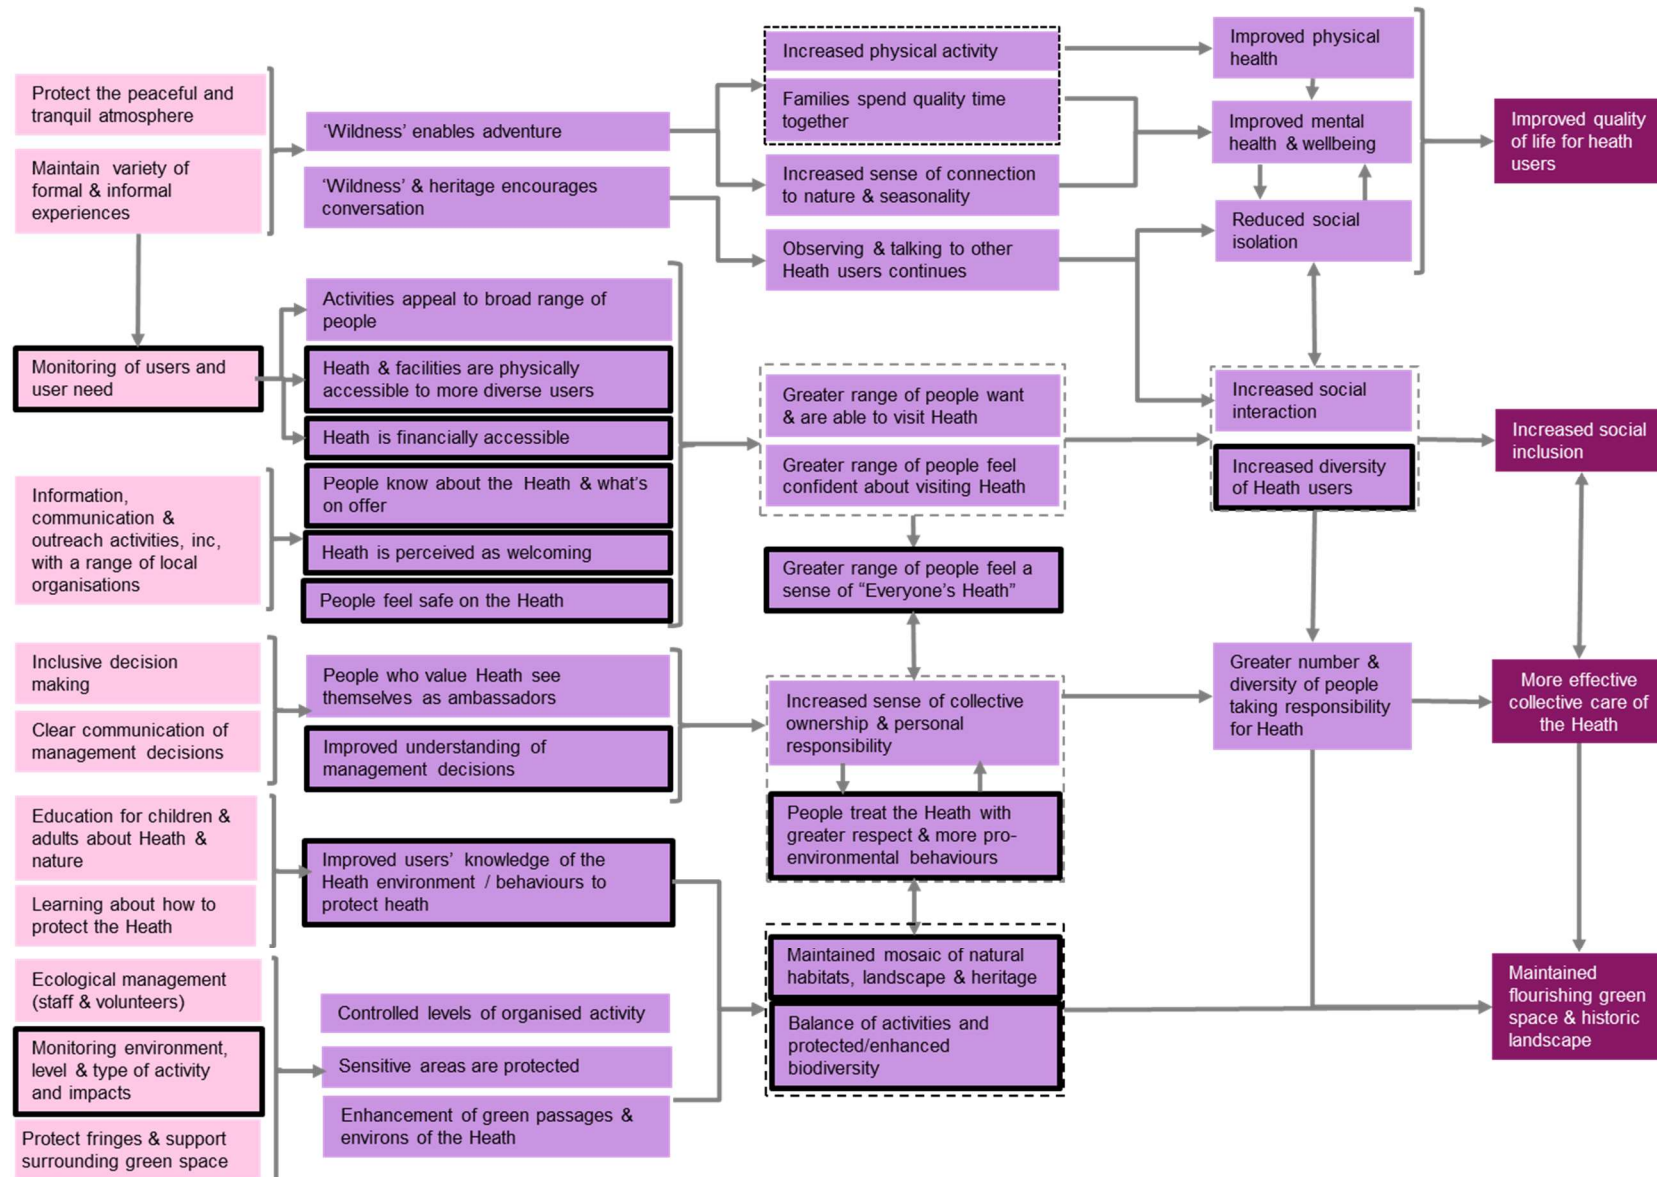 Protect the peaceful and
tranquil atmosphere
Maintain variety of
formal & informal
experiences
Monitoring of users and
user need
Information,
communication &
outreach activities, inc,
with a range of local
organisations
Inclusive decision
making
Clear communication of
management decisions
Education for children &
adults about Heath &
nature
Learning about how to
protect the Heath
Ecological management
(staff & volunteers)
Monitoring environment,
level & type of activity
and impacts
Protect fringes & support
surrounding green space
‘Wildness’ enables adventure
‘Wildness’ & heritage encourages
conversation
Activities appeal to broad range of
people
Heath & facilities are physically
accessible to more diverse users
Heath is financially accessible
People know about the Heath & what's
on offer
Heath is perceived as welcoming
People feel safe on the Heath
People who value Heath see
themselves as ambassadors
Improved understanding of
management decisions
Improved users’ knowledge of the
Heath environment / behaviours to
protect heath
Controlled levels of organised activity
Sensitive areas are protected
Enhancement of green passages &
environs of the Heath
Increased physical activity
Families spend quality time
together
Increased sense of connection
to nature & seasonality
Observing & talking to other
Heath users continues
Greater range of people want
& are able to visit Heath
Greater range of people feel
confident about visiting Heath
Greater range of people feel a
sense of “Everyone’s Heath”
Increased sense of collective
ownership & personal
responsibility
People treat the Heath with
greater respect & more pro-
environmental behaviours
Maintained mosaic of natural
habitats, landscape & heritage
Balance of activities and
protected/enhanced
biodiversity
Improved physical
health
Improved mental
health & wellbeing
Reduced social
isolation
Increased social
interaction
Increased diversity
of Heath users
Greater number &
diversity of people
taking responsibility
for Heath
Improved quality
of life for heath
users
Increased social
inclusion
More effective
collective care of
the Heath
Maintained
flourishing green
space & historic
landscape